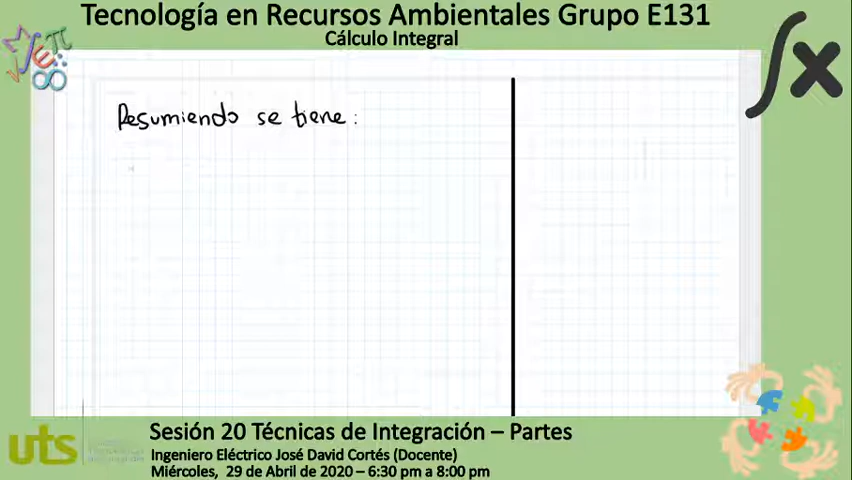 Tecnología en Recursos Ambientales Grupo E131
Cálculo Integral
∫x
Resumiendo se tiene:
Sesión 20 Técnicas de Integración – Partes
uts
Ingeniero Eléctrico José David Cortés (Docente)
Miércoles, 29 de Abril de 2020 – 6:30 pm a 8:00 pm